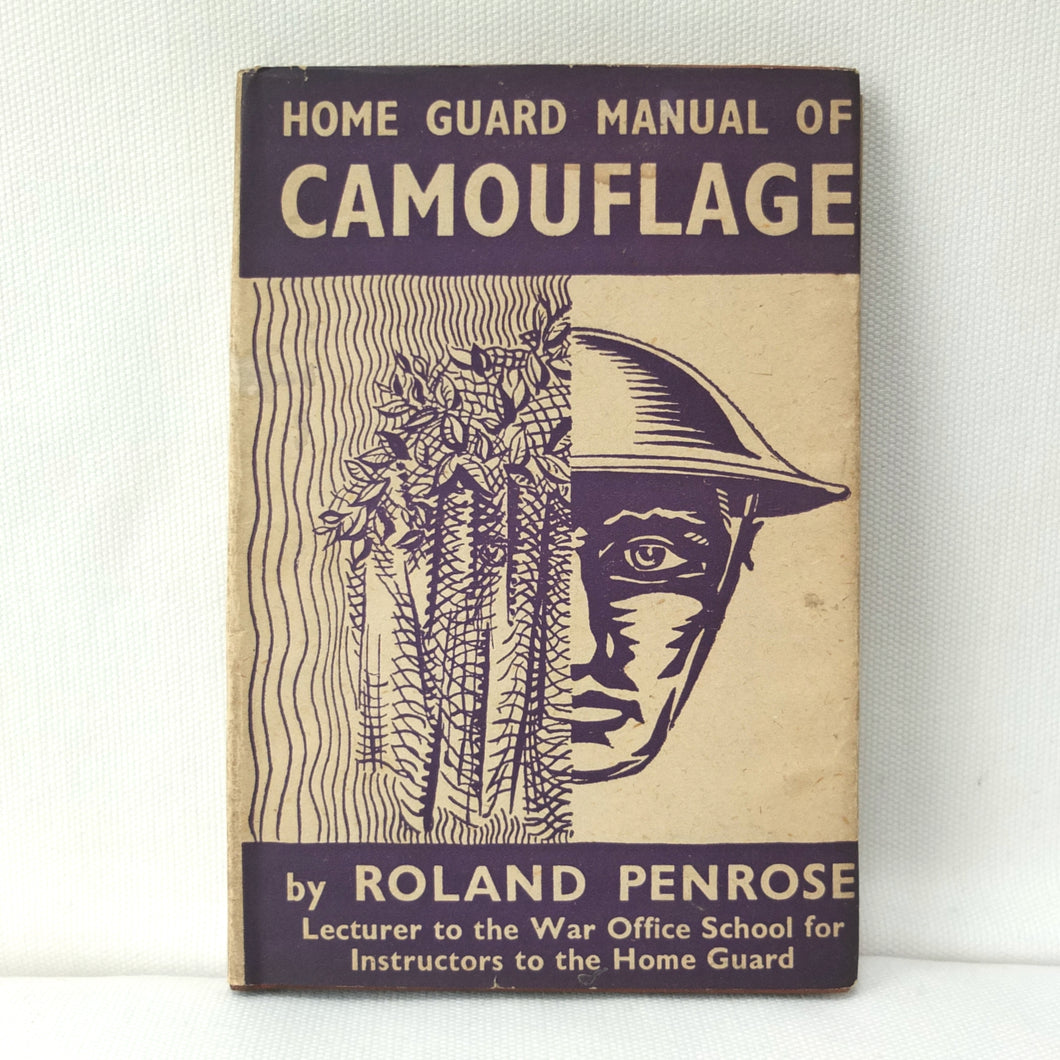 HOME GUARD MANUAL OF
CAMOUFLAGE
by ROLAND PENROSE
Lecturer to the War Office School for
Instructors to the Home Guard